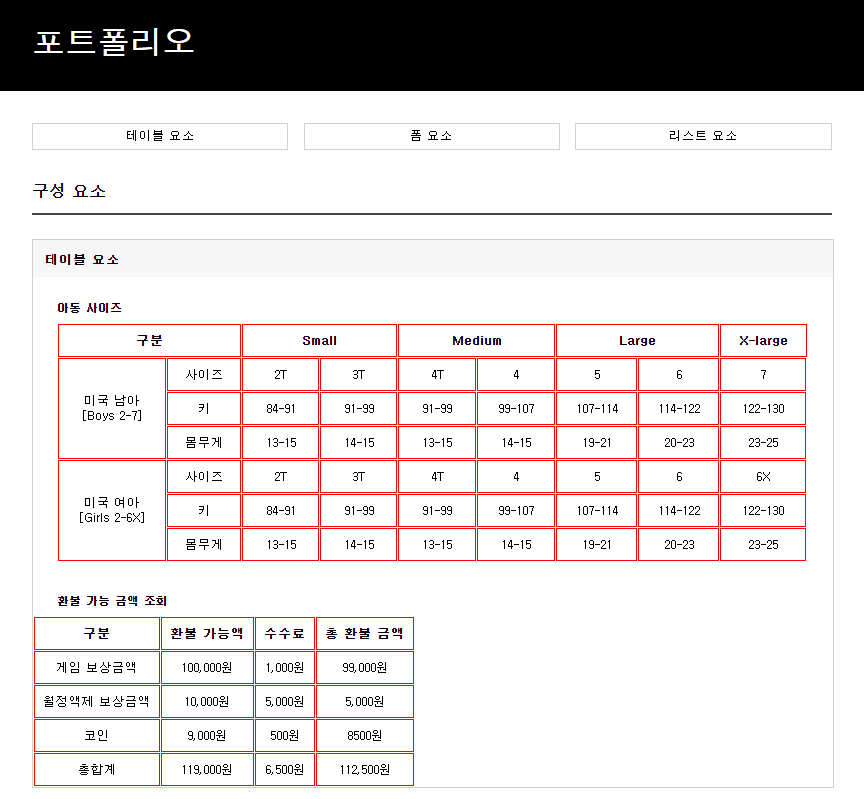 포트폴리오
테이블 요소 폼 요소 리스트 요소
구성 요소
테이블 요소
아동 사이즈
구분 Small Medium Large X-large
미국 남아
[Boys 2-7]
사이즈 2T 3T 4T 4 5 6 7
키 84-91 91-99 91-99 99-107 107-114 114-122 122-130
몸무게 13-15 14-15 13-15 14-15 19-21 20-23 23-25
미국 여아
[Girls 2-6X]
사이즈 2T 3T 4T 4 5 6 6X
키 84-91 91-99 91-99 99-107 107-114 114-122 122-130
몸무게 13-15 14-15 13-15 14-15 19-21 20-23 23-25
환불 가능 금액 조회
구분 환불 가능액 수수료 총 환불 금액
게임 보상금액 100,000원 1,000원 99,000원
월정액제 보상금액 10,000원 5,000원 5,000원
코인 9,000원 500원 8500원
총합계 119,000원 6,500원 112,500원